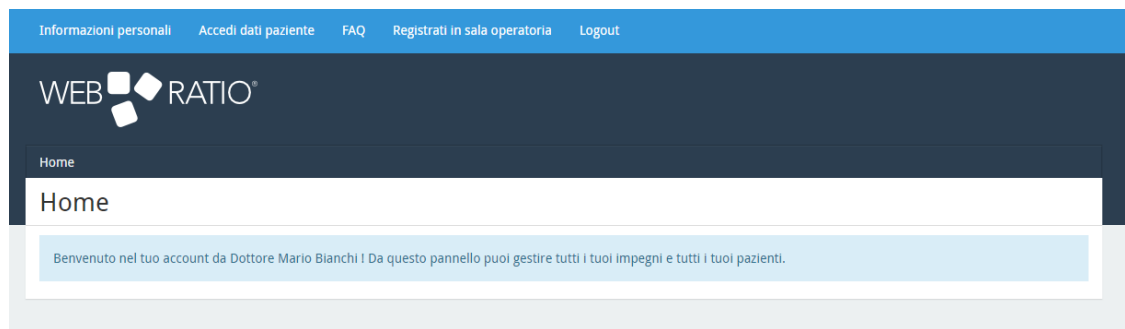 Informazioni personali Accedi dati paziente FAQ Registrati in sala operatoria Logout
WEB RATIO®
Home
Home
Benvenuto nel tuo account da Dottore Mario Bianchi ! Da questo pannello puoi gestire tutti i tuoi impegni e tutti i tuoi pazienti.